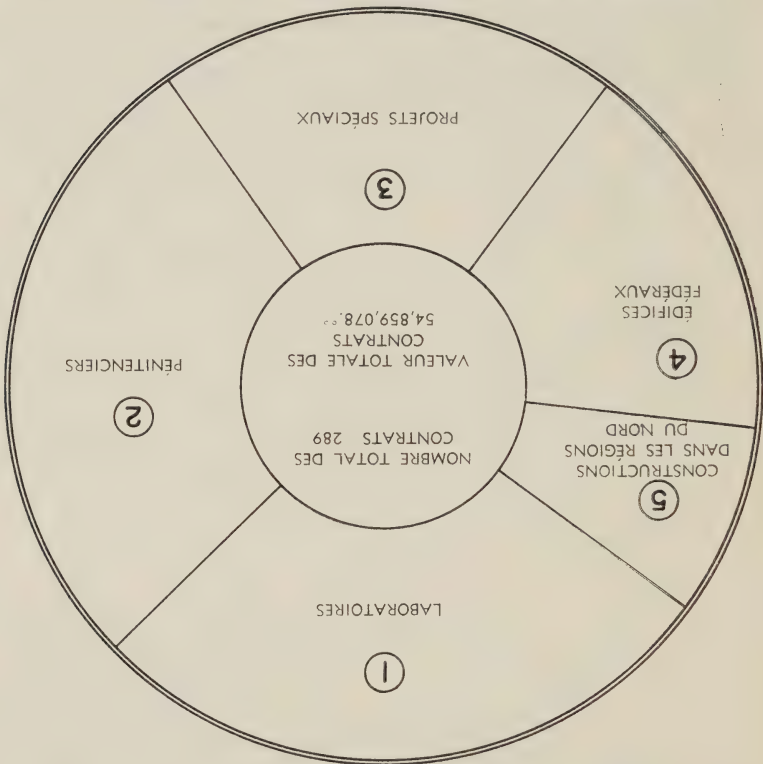 1
LABORATOIRES
5
CONSTRUCTIONS
DANS LES RÉGIONS
DU NORD
NOMBRE TOTAL DES
CONTRATS 289
VALEUR TOTALE DES
CONTRATS
54,859,078.⁰⁰
2
PÉNITENCIERS
4
ÉDIFICES
FÉDÉRAUX
3
PROJETS SPÉCIAUX